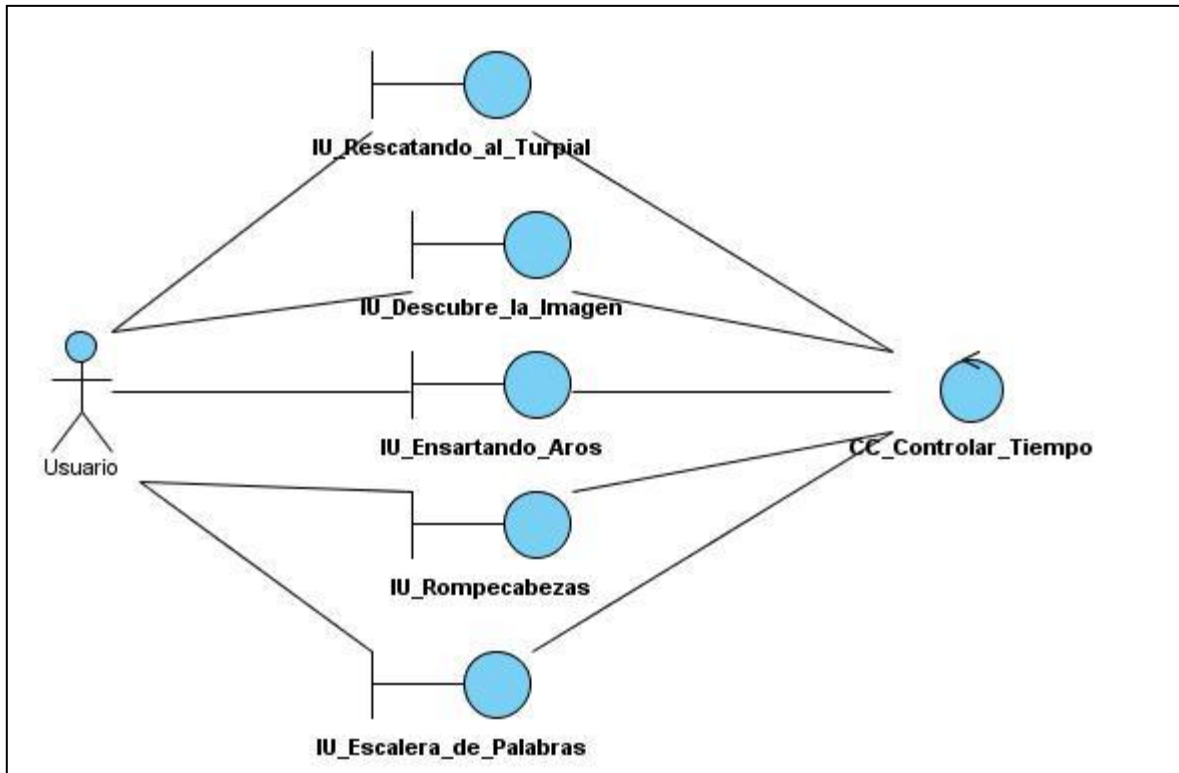 IU_Rescatando_al_Turpial
IU_Descubre_la_Imagen
IU_Ensartando_Aros
CC_Controlar_Tiempo
Usuario
IU_Rompecabezas
IU_Escalera_de_Palabras